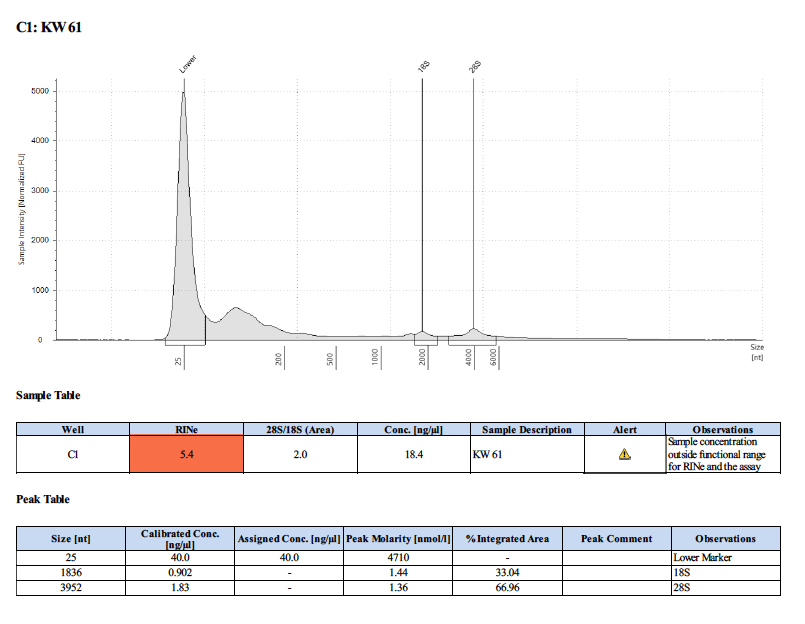 C1: KW 61
Lower
18S
28S
Sample Intensity [Normalized FU]
5000
4000
3000
2000
1000
0
25
200
500
1000
2000
4000
6000
Size
[nt]
Sample Table
Well RINe 28S/18S (Area) Conc. [ng/µl] Sample Description Alert Observations
C1 5.4 2.0 18.4 KW 61 Sample concentration
outside functional range
for RINe and the assay
Peak Table
Size [nt] Calibrated Conc. [ng/µl] Assigned Conc. [ng/µl] Peak Molarity [nmol/l] % Integrated Area Peak Comment Observations
25 40.0 40.0 4710 - Lower Marker
1836 0.902 - 1.44 33.04 18S
3952 1.83 - 1.36 66.96 28S